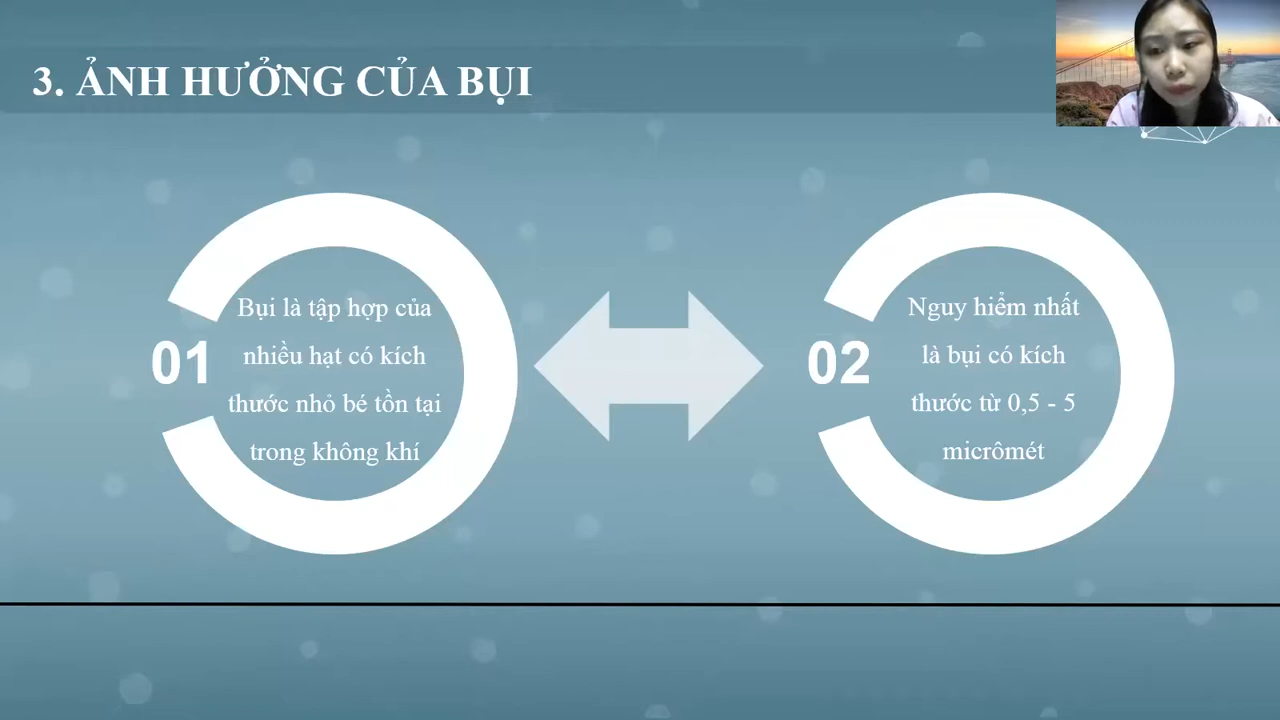 3. ẢNH HƯỞNG CỦA BỤI
01
Bụi là tập hợp của
nhiều hạt có kích
thước nhỏ bé tồn tại
trong không khí
02
Nguy hiểm nhất
là bụi có kích
thước từ 0,5 - 5
micrômét